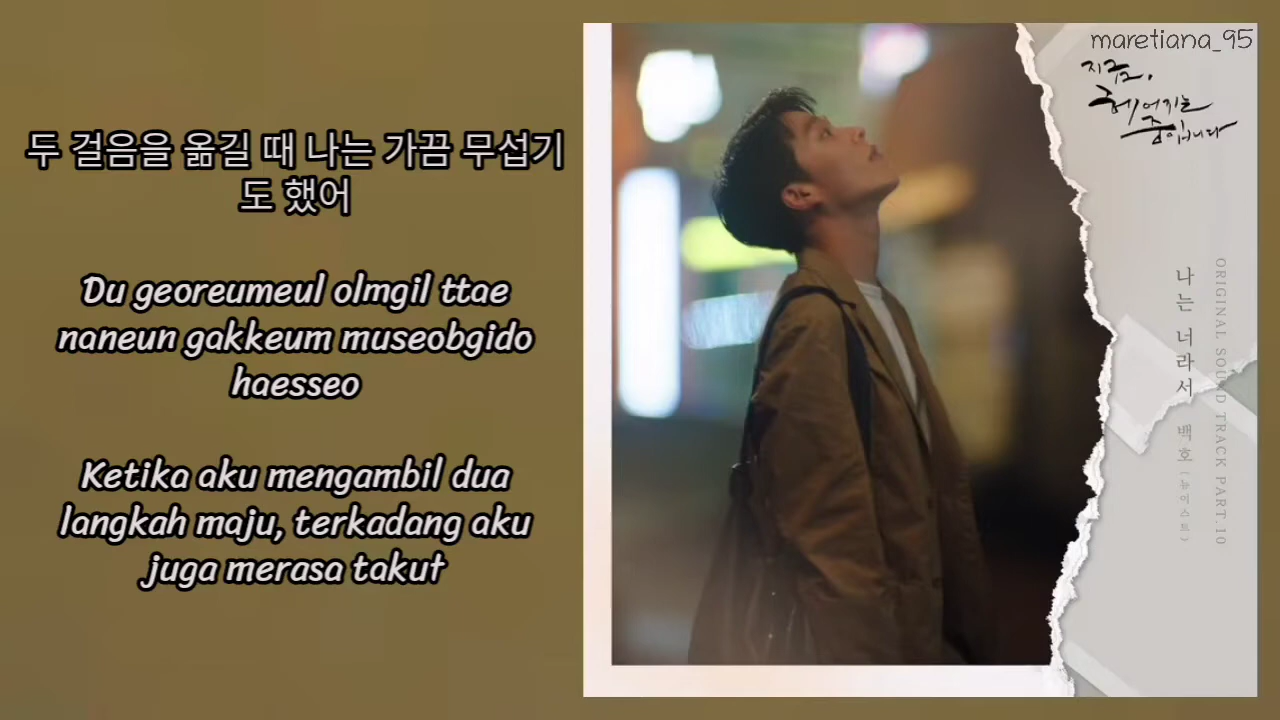 두 걸음을 옮길 때 나는 가끔 무섭기
도 했어
Du georeumeul olmgil ttae
naneun gakkeum museobgido
haesseo
Ketika aku mengambil dua
langkah maju, terkadang aku
juga merasa takut
maretiana_95
지금,
헤어지는
중입니다
ORIGINAL SOUND TRACK PART.10
나는 너라서 백호 (뉴이스트)